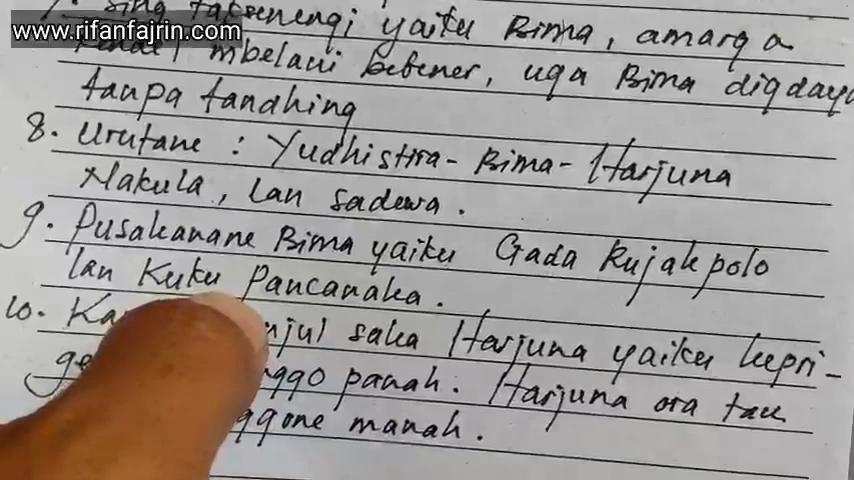 www.rifanfajrin.com
7. Sing taksenengi yaiku Bima, amarga
mbelani bebener, uga Bima digdaya
tanpa tandhing
8. Urutane : Yudhistira - Bima - Harjuna
Nakula, lan Sadewa.
9. Pusakanane Bima yaiku Gada Rujakpolo
lan Kuku Pancanaka.
10. saka Harjuna yaiku kepri-
panah. Harjuna ora tau
manah.